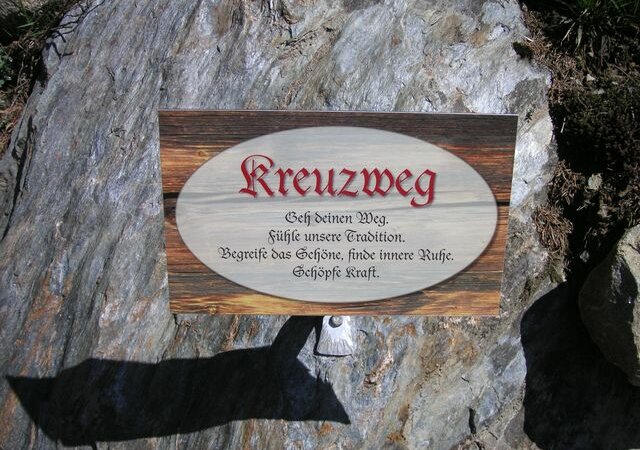 Kreuzweg
Geh deinen Weg.
Fühle unsere Tradition.
Begreife das Schöne, finde innere Ruhe.
Schöpfe Kraft.